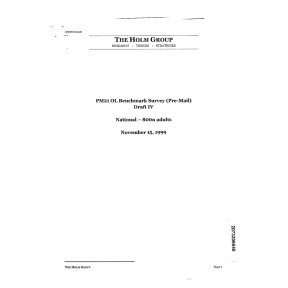 THE HOLM GROUP
RESEARCH • THINKING • STRATEGIES
PM21 OL Benchmark Survey (Pre-Mail)
Draft IV
National – 800n adults
November 15, 1999
THE HOLM GROUP
Page 1